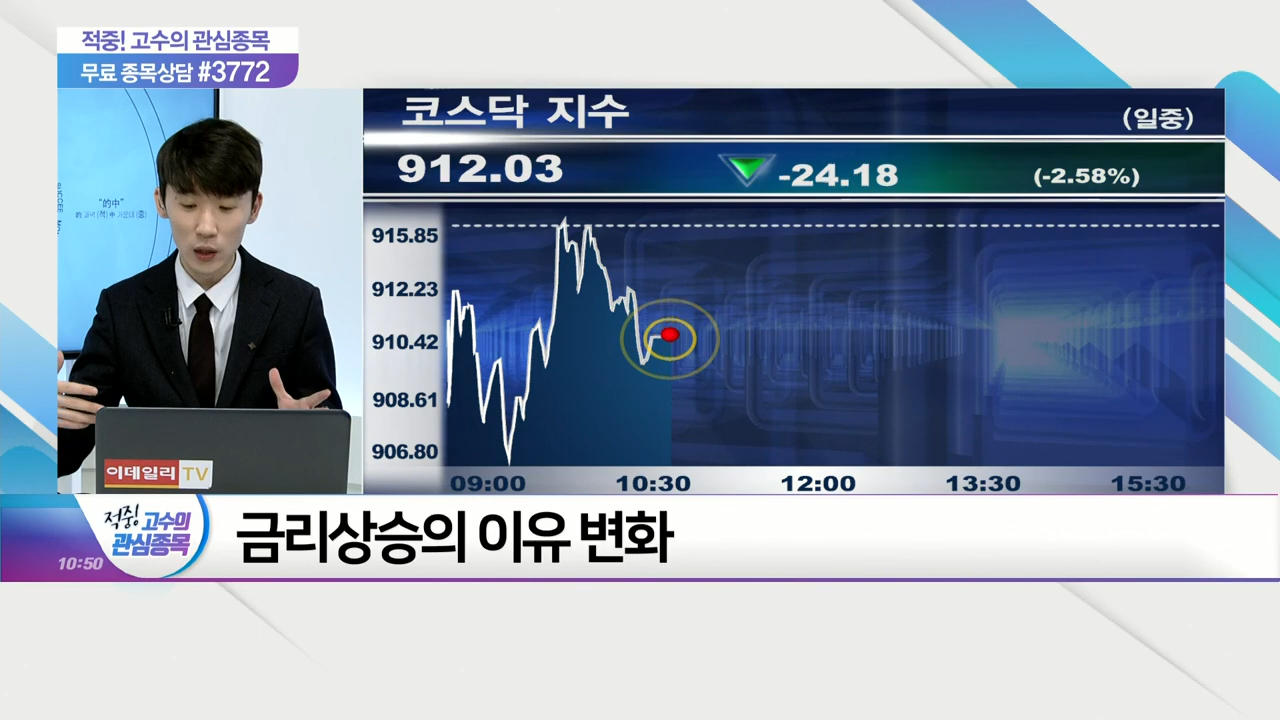 적중! 고수의 관심종목
무료 종목상담 #3772
"的中"
코스닥 지수
(일중)
912.03 -24.18 (-2.58%)
915.85
912.23
910.42
908.61
906.80
09:00 10:30 12:00 13:30 15:30
이데일리 TV
적중! 고수의
관심종목
10:50
금리상승의 이유 변화